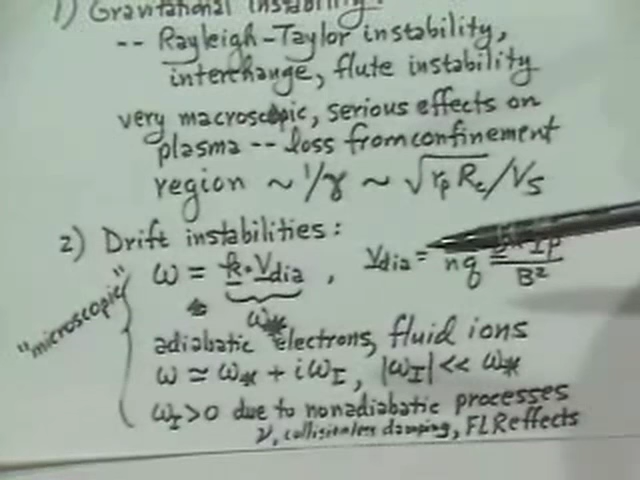 1) Gravitational instability:
-- Rayleigh-Taylor instability,
interchange, flute instability
very macroscopic, serious effects on
plasma -- loss from confinement
region ~ 1/γ ~ √(r_p R_c)/V_s
2) Drift instabilities:
ω = k·V_dia , V_dia = nq B²
ω_*
"microscopic"
adiabatic electrons, fluid ions
ω ≃ ω_* + iω_I, |ω_I| << ω_*
ω_I > 0 due to nonadiabatic processes
ν, collisionless damping, FLR effects